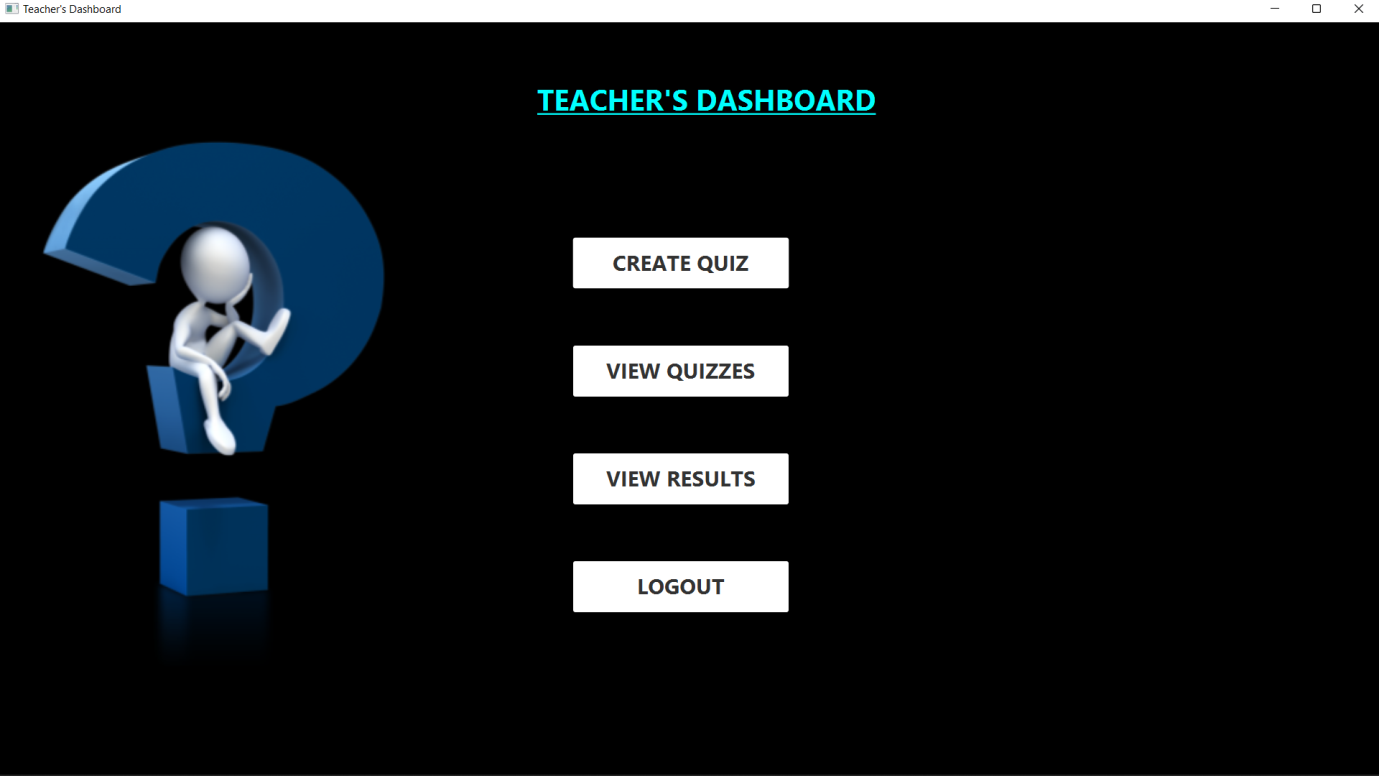 Teacher's Dashboard
TEACHER'S DASHBOARD
CREATE QUIZ
VIEW QUIZZES
VIEW RESULTS
LOGOUT